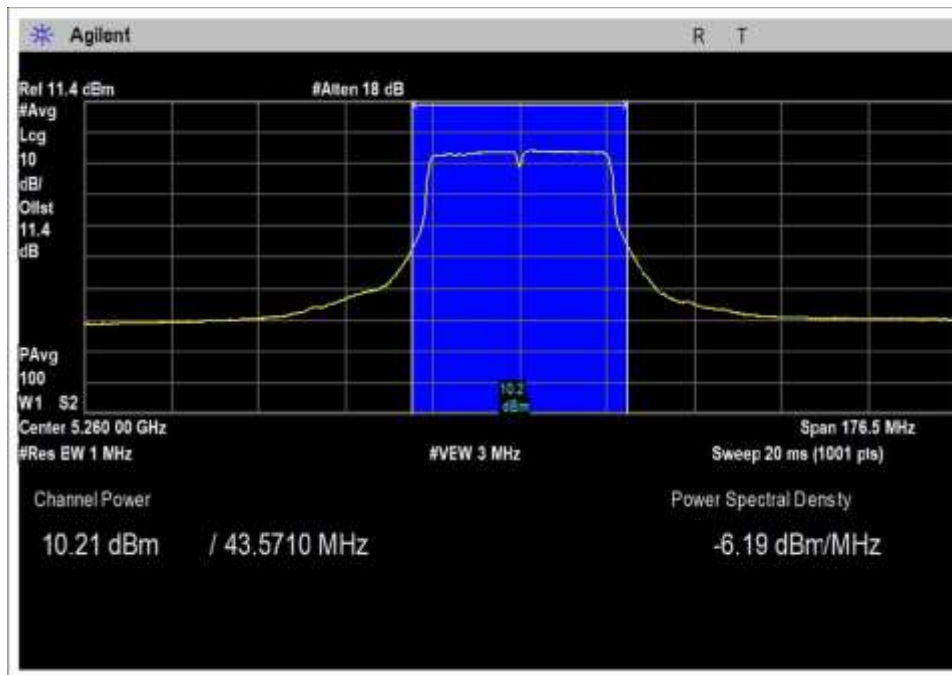 Agilent R T
Ref 11.4 dBm #Atten 18 dB
#Avg
Log
10
dB/
Offst
11.4
dB
PAvg
100
W1 S2
10.2
dBm
Center 5.260 00 GHz Span 176.5 MHz
#Res BW 1 MHz #VBW 3 MHz Sweep 20 ms (1001 pts)
Channel Power Power Spectral Density
10.21 dBm / 43.5710 MHz -6.19 dBm/MHz